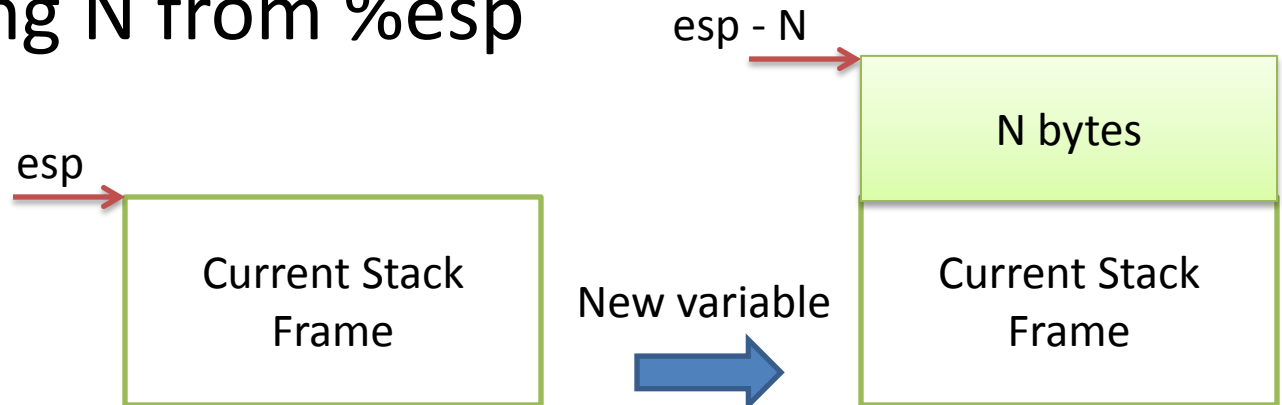 ng N from %esp
esp - N
N bytes
esp
Current Stack
Frame
New variable
Current Stack
Frame